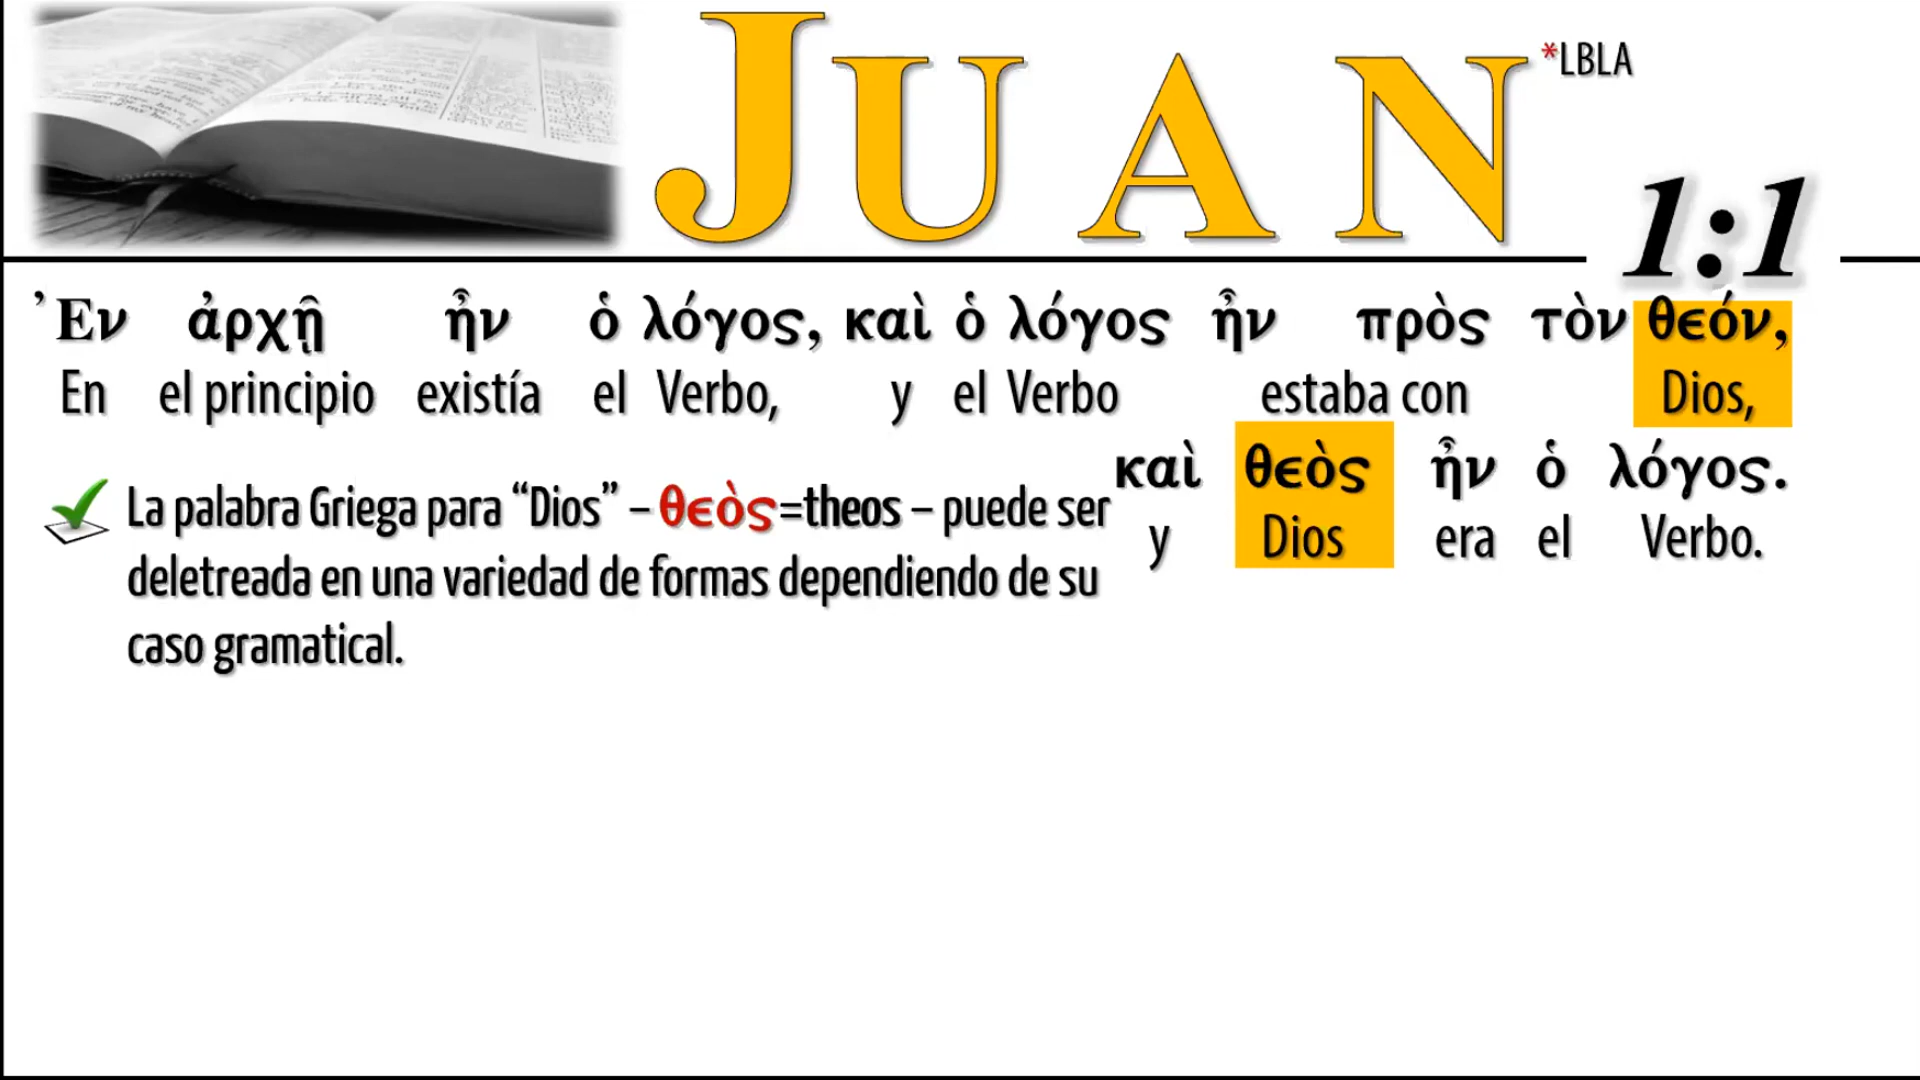 JUAN *LBLA
1:1
Ἐν ἀρχῇ ἦν ὁ λόγος, καὶ ὁ λόγος ἦν πρὸς τὸν θεόν,
En el principio existía el Verbo, y el Verbo estaba con Dios,
καὶ θεὸς ἦν ὁ λόγος.
y Dios era el Verbo.
La palabra Griega para “Dios” – θεὸς=theos – puede ser
deletreada en una variedad de formas dependiendo de su
caso gramatical.